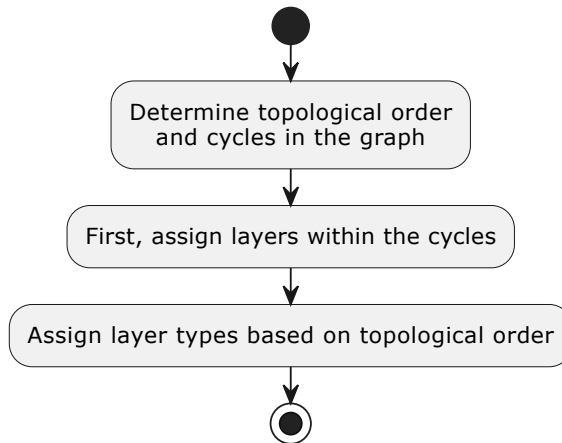 Determine topological order
and cycles in the graph
First, assign layers within the cycles
Assign layer types based on topological order